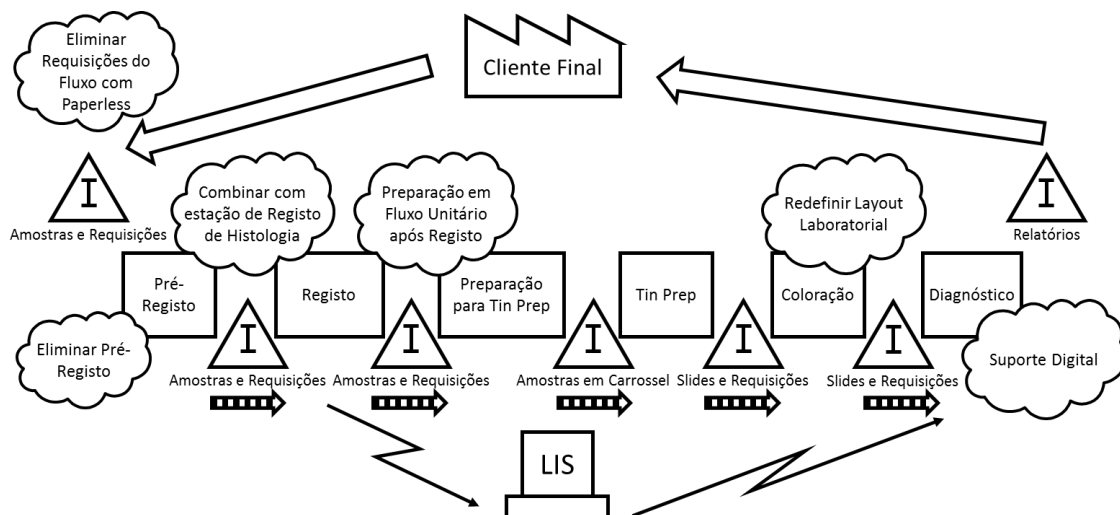 Eliminar
Requisições do
Fluxo com
Paperless
Cliente Final
I
Amostras e Requisições
Combinar com
estação de Registo
de Histologia
Preparação em
Fluxo Unitário
após Registo
Redefinir Layout
Laboratorial
I
Relatórios
Pré-
Registo
Registo
Preparação
para Tin Prep
Tin Prep
Coloração
Diagnóstico
Eliminar Pré-
Registo
I
I
I
I
I
Suporte Digital
Amostras e Requisições
Amostras e Requisições
Amostras em Carrossel
Slides e Requisições
Slides e Requisições
LIS